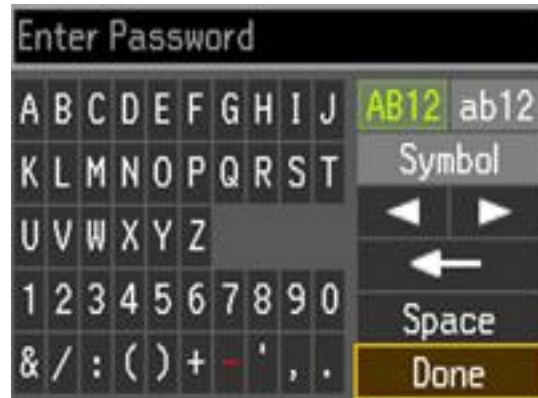 Enter Password
A B C D E F G H I J
AB12 ab12
K L M N O P Q R S T
Symbol
U V W X Y Z
1 2 3 4 5 6 7 8 9 0
Space
& / : ( ) + - ' , .
Done